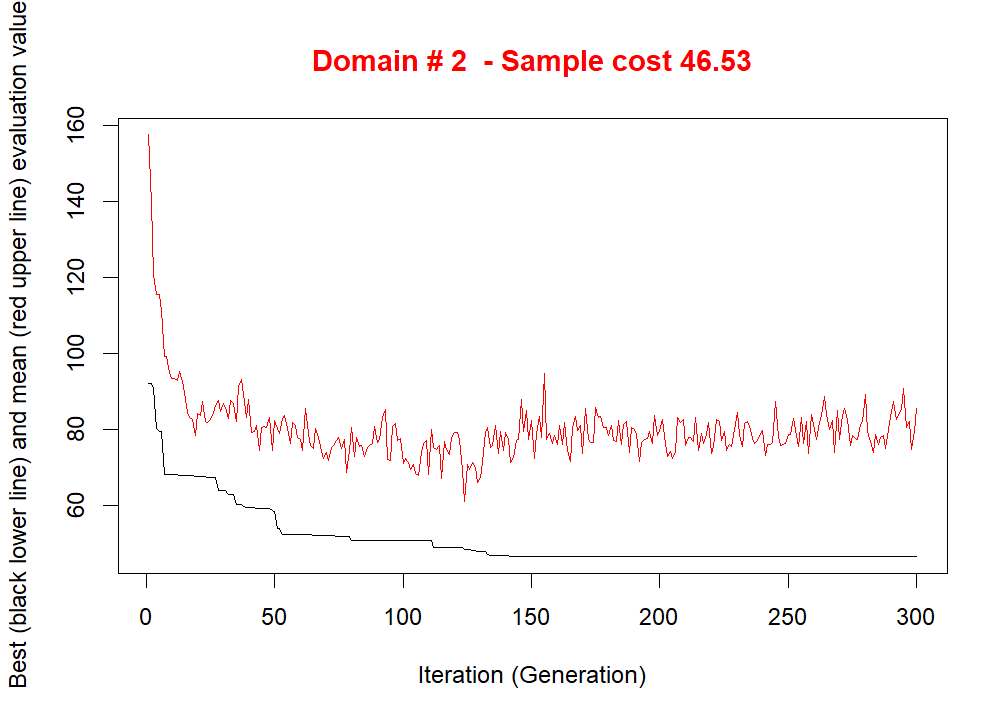 Domain # 2  - Sample cost 46.53
Best (black lower line) and mean (red upper line) evaluation value
160
140
120
100
80
60
0 50 100 150 200 250 300
Iteration (Generation)